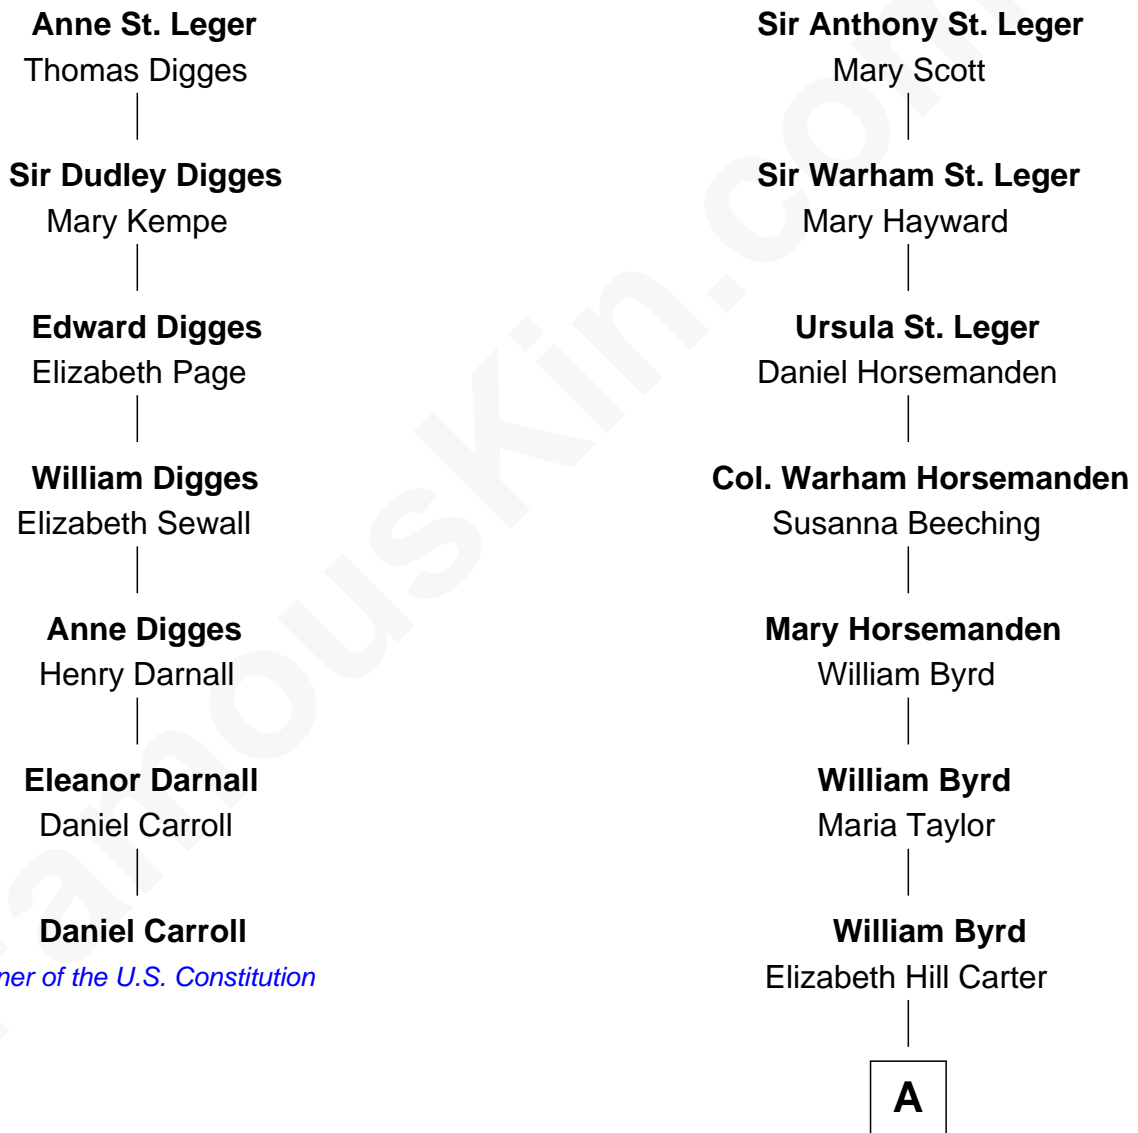 Anne St. Leger
Thomas Digges
Sir Dudley Digges
Mary Kempe
Edward Digges
Elizabeth Page
William Digges
Elizabeth Sewall
Anne Digges
Henry Darnall
Eleanor Darnall
Daniel Carroll
Daniel Carroll
ner of the U.S. Constitution
Sir Anthony St. Leger
Mary Scott
Sir Warham St. Leger
Mary Hayward
Ursula St. Leger
Daniel Horsemanden
Col. Warham Horsemanden
Susanna Beeching
Mary Horsemanden
William Byrd
William Byrd
Maria Taylor
William Byrd
Elizabeth Hill Carter
A
FamousKin.com